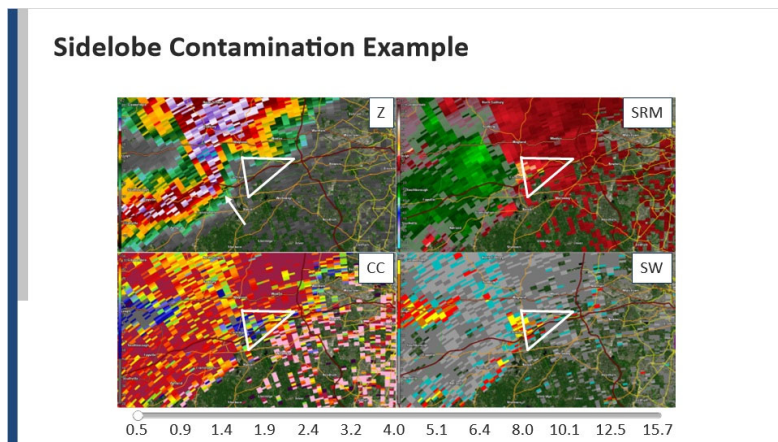 Sidelobe Contamination Example
Z
SRM
CC
SW
0.5 0.9 1.4 1.9 2.4 3.2 4.0 5.1 6.4 8.0 10.1 12.5 15.7